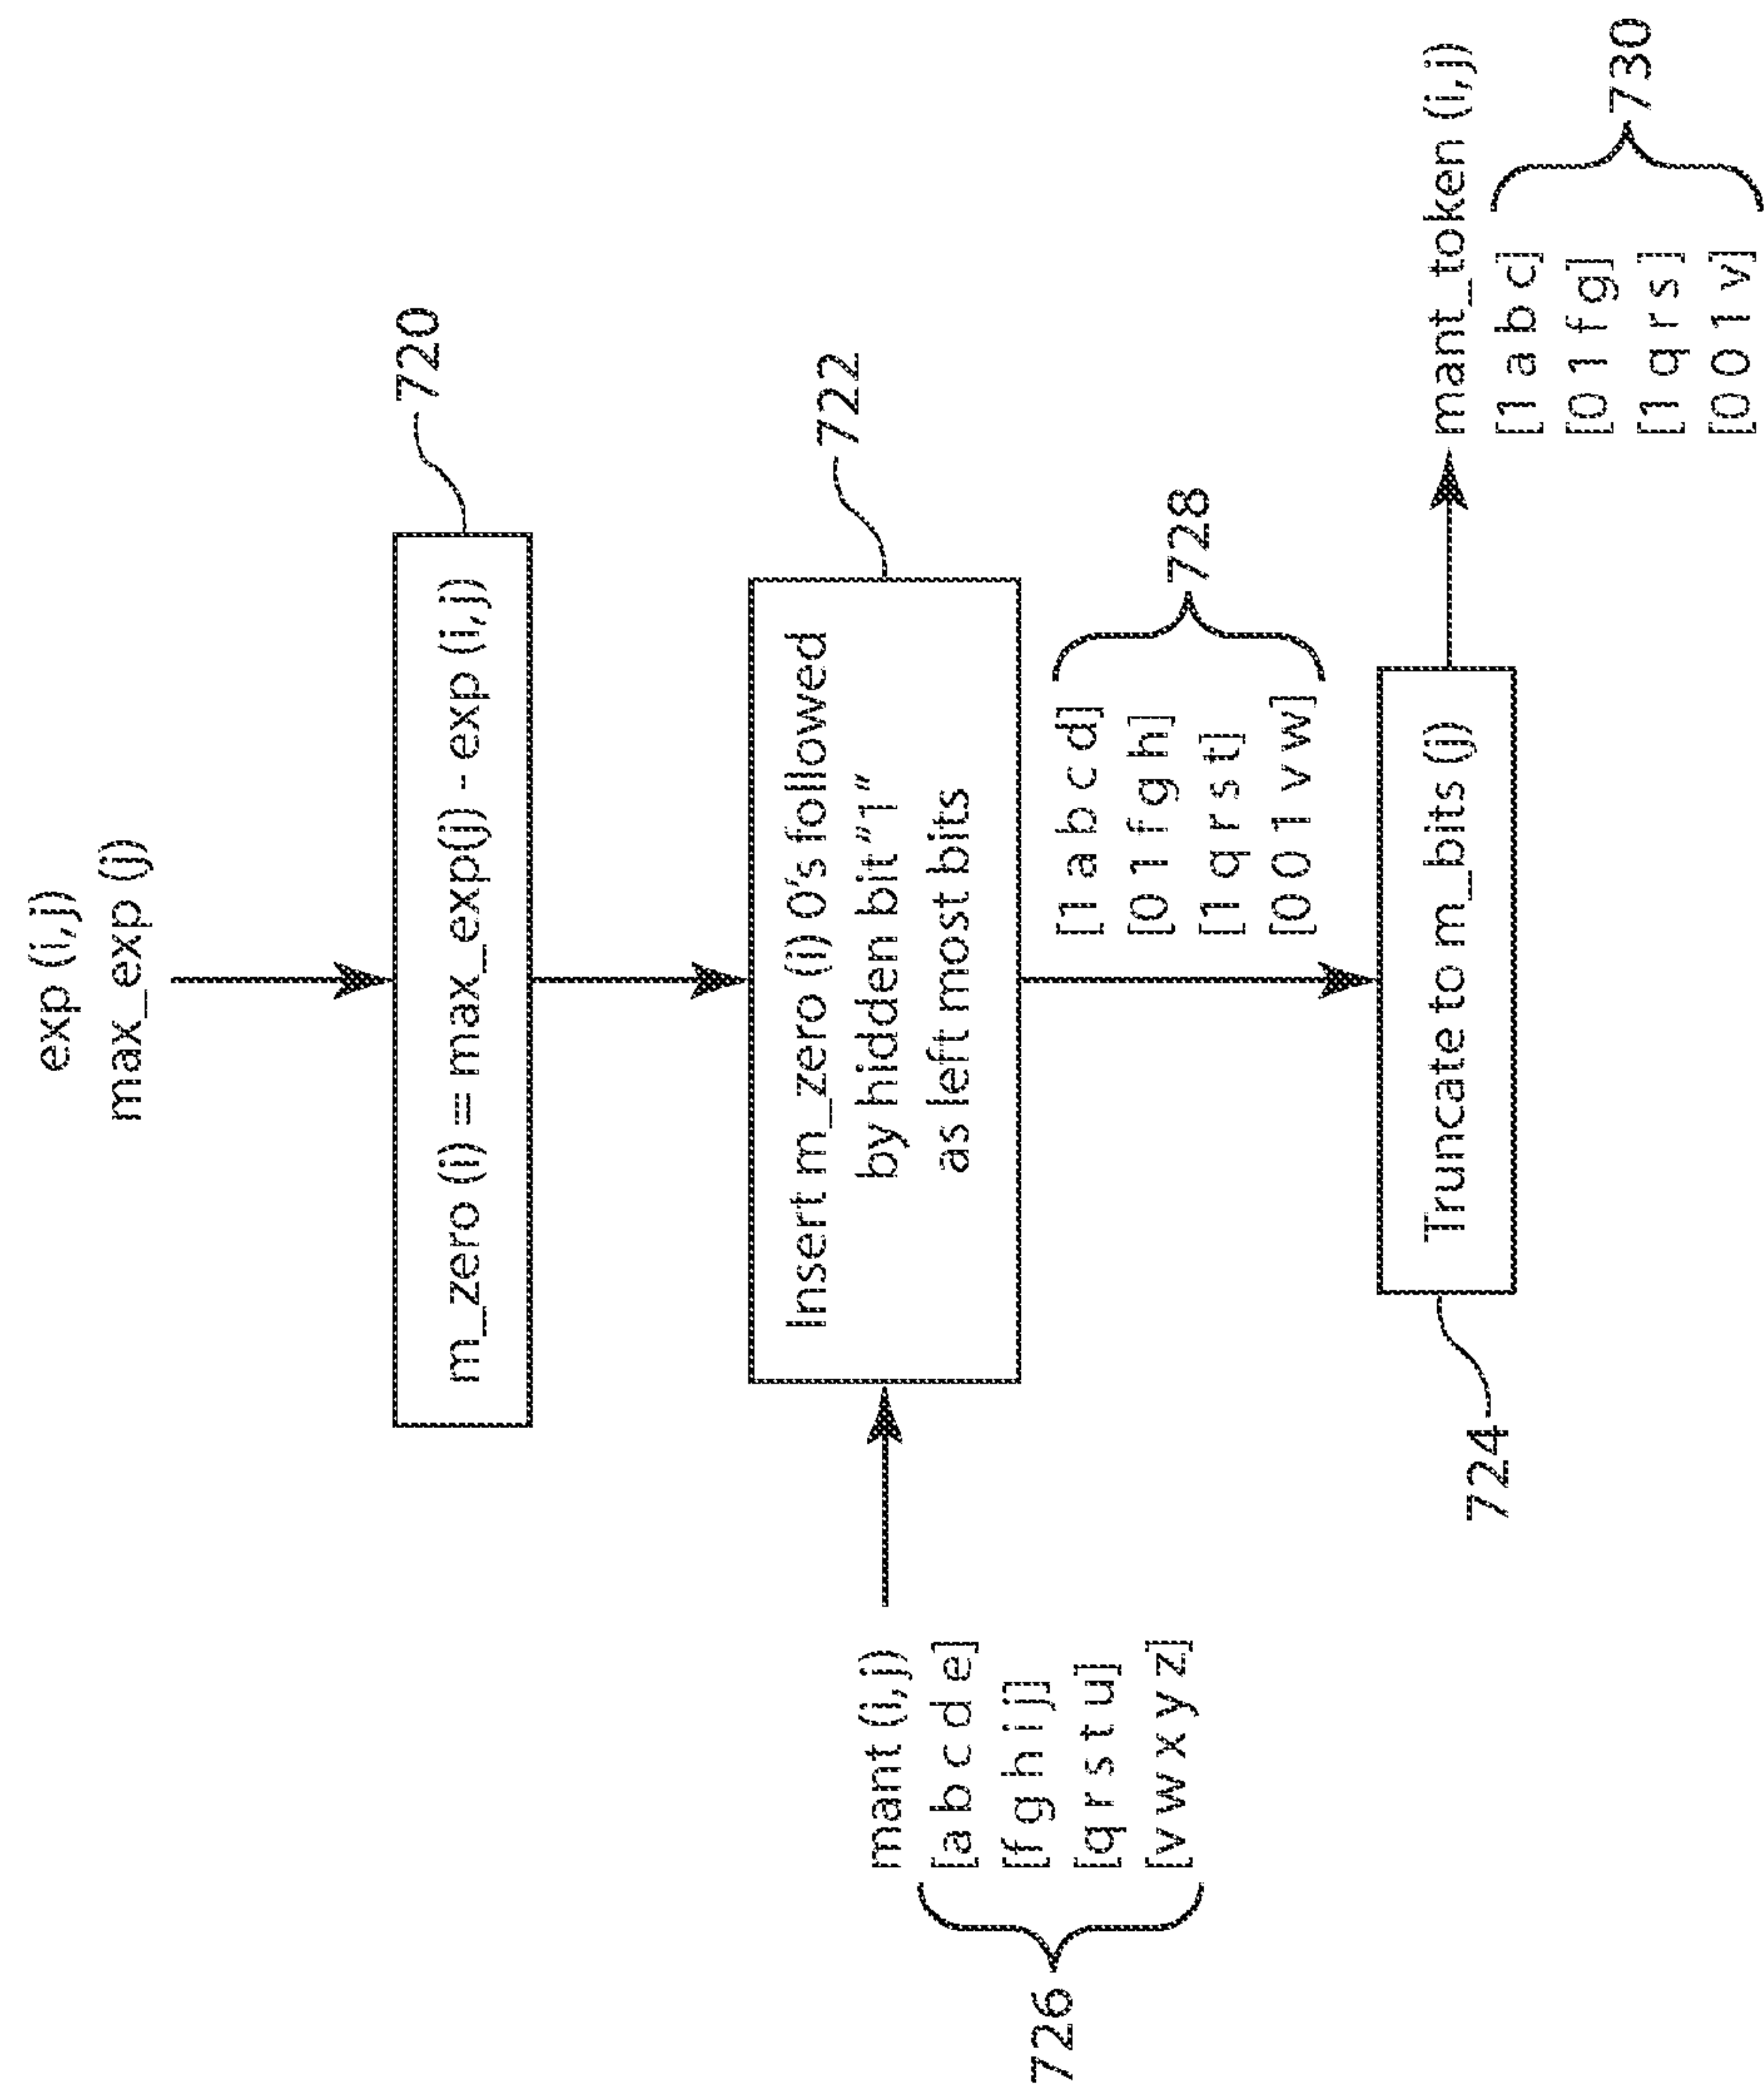 exp (i,j)
max_exp (j)
m_zero (i) = max_exp(j) - exp (i,j)
720
Insert m_zero (i) 0's followed
by hidden bit "1"
as left most bits
722
mant (i,j)
[a b c d e]
[f g h i j]
[q r s t u]
[v w x y z]
726
[1 a b c d]
[0 1 f g h]
[1 q r s t]
[0 0 1 v w]
728
Truncate to m_bits (j)
724
mant_token (i,j)
[1 a b c]
[0 1 f g]
[1 q r s]
[0 0 1 v]
730